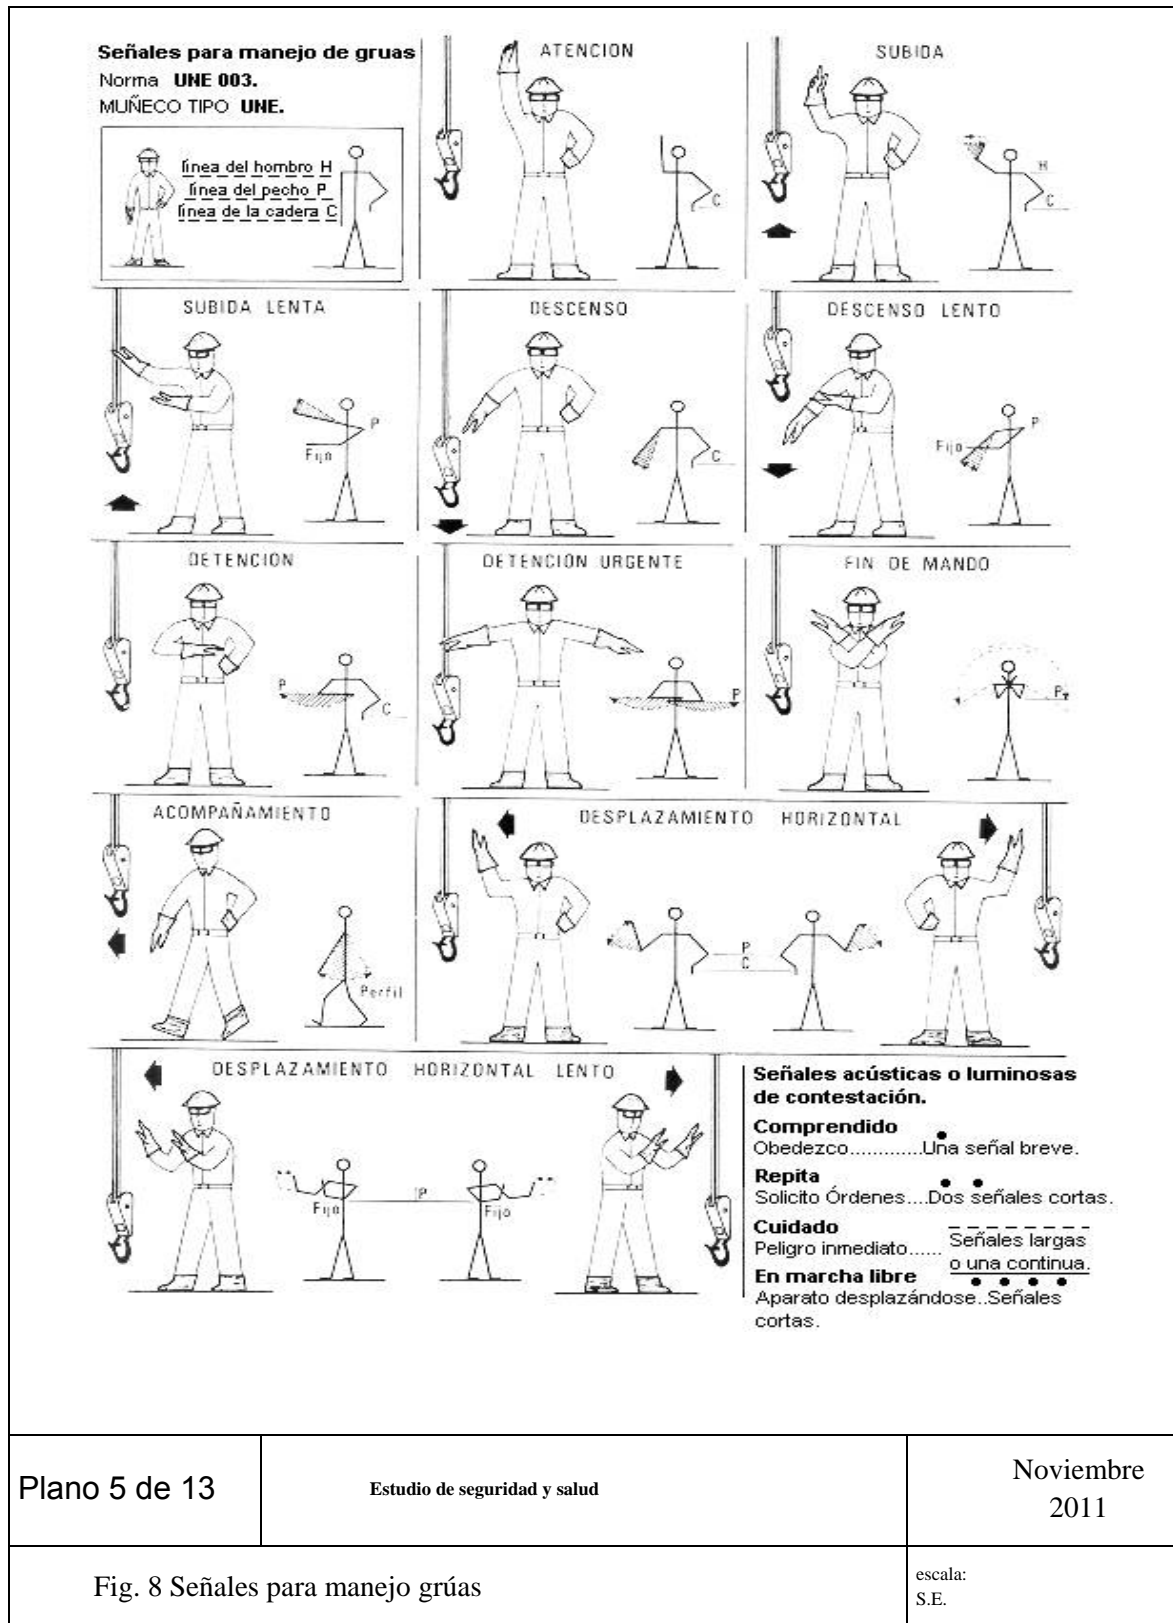 Señales para manejo de gruas
Norma UNE 003.
MUÑECO TIPO UNE.
línea del hombro H
línea del pecho P
línea de la cadera C
ATENCION
C
SUBIDA
H
C
SUBIDA LENTA
P
Fijo
DESCENSO
C
DESCENSO LENTO
P
Fijo
DETENCION
P
C
DETENCION URGENTE
P
FIN DE MANDO
P
ACOMPAÑAMIENTO
Perfil
DESPLAZAMIENTO HORIZONTAL
P
C
DESPLAZAMIENTO HORIZONTAL LENTO
P
Fijo
Fijo
Señales acústicas o luminosas
de contestación.
Comprendido
Obedezco.............Una señal breve.
Repita
Solicito Órdenes....Dos señales cortas.
Cuidado
Peligro inmediato...... Señales largas
o una continua.
En marcha libre
Aparato desplazándose..Señales
cortas.
Plano 5 de 13
Estudio de seguridad y salud
Noviembre
2011
Fig. 8 Señales para manejo grúas
escala:
S.E.